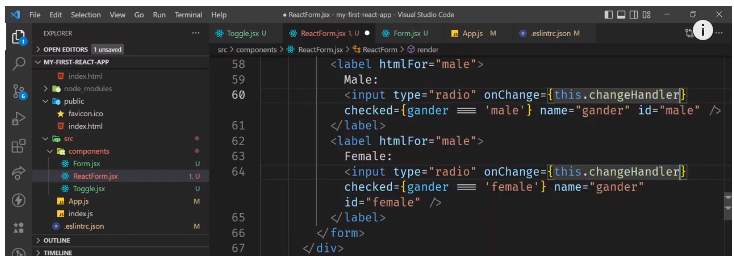 File Edit Selection View Go Run Terminal Help
● ReactForm.jsx - my-first-react-app - Visual Studio Code
EXPLORER ...
Toggle.jsx U ReactForm.jsx 1, U ● Form.jsx U App.js M .eslintrc.json M
OPEN EDITORS 1 unsaved
src > components > ReactForm.jsx > ReactForm > render
MY-FIRST-REACT-APP
index.html
node_modules
public
favicon.ico
index.html
src
components
Form.jsx U
ReactForm.jsx 1, U
Toggle.jsx U
App.js M
index.js
.eslintrc.json M
OUTLINE
TIMELINE
58 <label htmlFor="male">
59 Male:
60 <input type="radio" onChange={this.changeHandler}
checked={gander === 'male'} name="gander" id="male" />
61 </label>
62 <label htmlFor="male">
63 Female:
64 <input type="radio" onChange={this.changeHandler}
checked={gander === 'female'} name="gander"
id="female" />
65 </label>
66 </form>
67 </div>